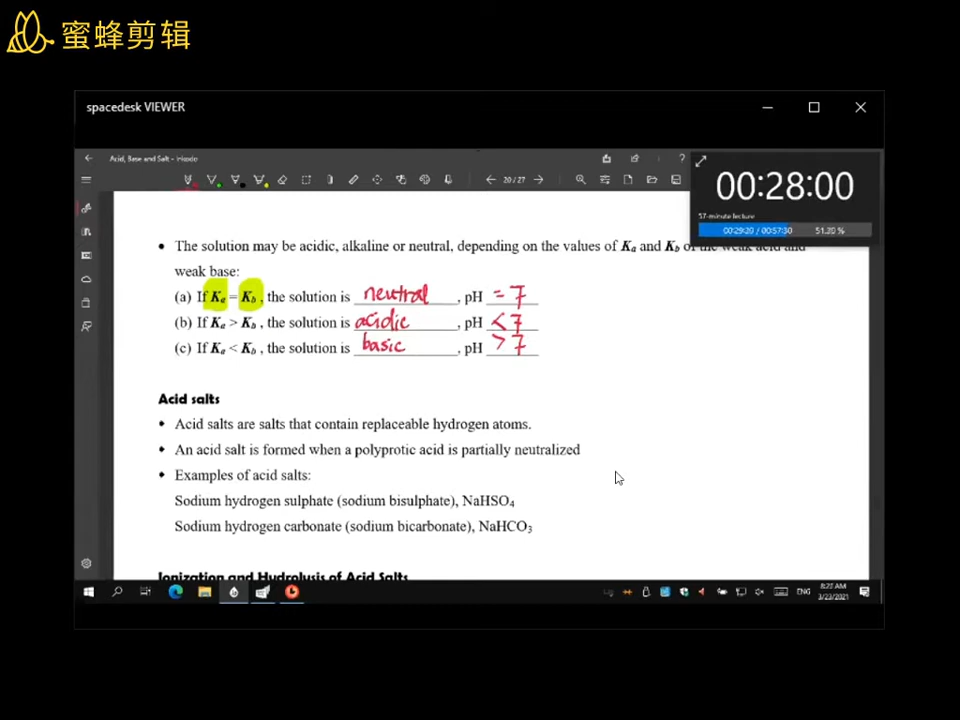 蜜蜂剪辑
spacedesk VIEWER
Acid, Base and Salt - Inkodo
20 / 27
00:28:00
57-minute lecture
00:29:29 / 00:57:30 51.29 %
• The solution may be acidic, alkaline or neutral, depending on the values of Ka and Kb of the weak acid and
weak base:
(a) If Ka = Kb , the solution is neutral , pH = 7
(b) If Ka > Kb , the solution is acidic , pH < 7
(c) If Ka < Kb , the solution is basic , pH > 7
Acid salts
• Acid salts are salts that contain replaceable hydrogen atoms.
• An acid salt is formed when a polyprotic acid is partially neutralized
• Examples of acid salts:
Sodium hydrogen sulphate (sodium bisulphate), NaHSO4
Sodium hydrogen carbonate (sodium bicarbonate), NaHCO3
Ionization and Hydrolysis of Acid Salts
ENG
3/23/2021